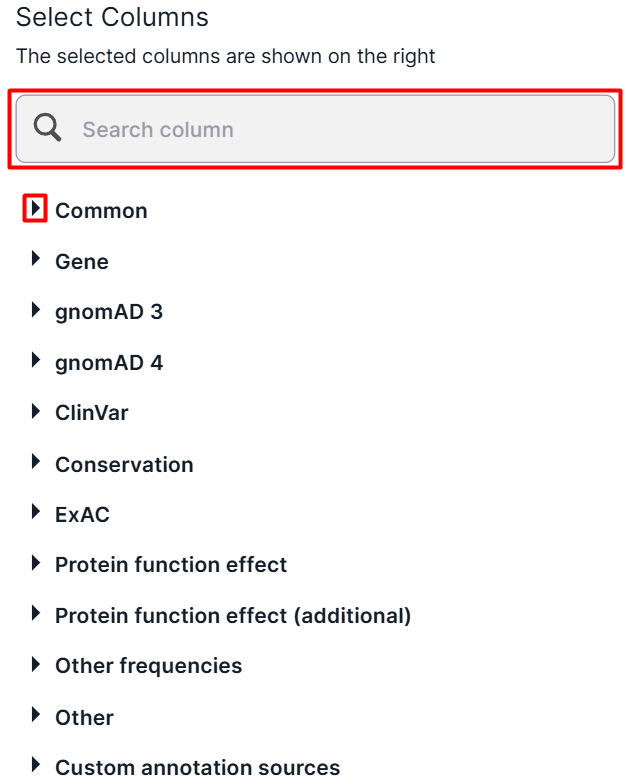 Select Columns
The selected columns are shown on the right
Search column
Common
Gene
gnomAD 3
gnomAD 4
ClinVar
Conservation
ExAC
Protein function effect
Protein function effect (additional)
Other frequencies
Other
Custom annotation sources